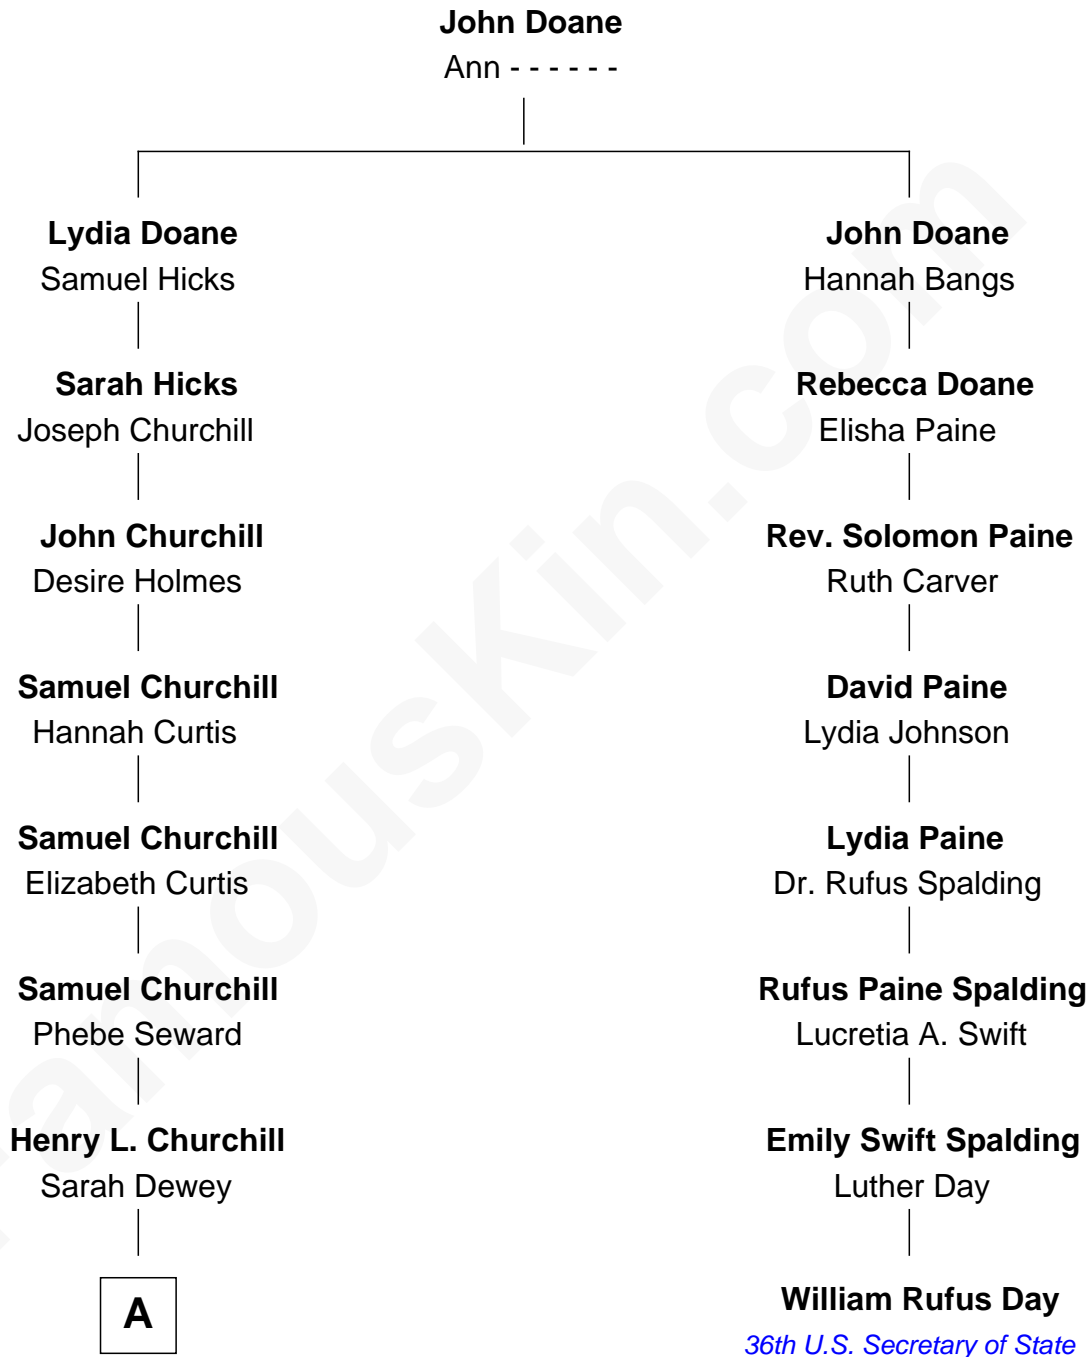 John Doane
Ann - - - - - -
Lydia Doane
Samuel Hicks
John Doane
Hannah Bangs
Sarah Hicks
Joseph Churchill
Rebecca Doane
Elisha Paine
John Churchill
Desire Holmes
Rev. Solomon Paine
Ruth Carver
Samuel Churchill
Hannah Curtis
David Paine
Lydia Johnson
Samuel Churchill
Elizabeth Curtis
Lydia Paine
Dr. Rufus Spalding
Samuel Churchill
Phebe Seward
Rufus Paine Spalding
Lucretia A. Swift
Henry L. Churchill
Sarah Dewey
Emily Swift Spalding
Luther Day
A
William Rufus Day
36th U.S. Secretary of State
FamousKin.com